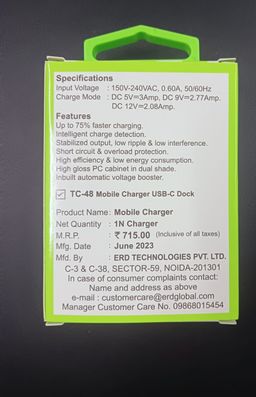 Specifications
Input Voltage : 150V-240VAC, 0.60A, 50/60Hz
Charge Mode : DC 5V=3Amp, DC 9V=2.77Amp.
DC 12V=2.08Amp.
Features
Up to 75% faster charging.
Intelligent charge detection.
Stabilized output, low ripple & low interference.
Short circuit & overload protection.
High efficiency & low energy consumption.
High gloss PC cabinet in dual shade.
Inbuilt automatic voltage booster.
☑ TC-48 Mobile Charger USB-C Dock
Product Name: Mobile Charger
Net Quantity : 1N Charger
M.R.P. : ₹ 715.00 (Inclusive of all taxes)
Mfg. Date : June 2023
Mfd. By : ERD TECHNOLOGIES PVT. LTD.
C-3 & C-38, SECTOR-59, NOIDA-201301
In case of consumer complaints contact:
Name and address as above
e-mail : customercare@erdglobal.com
Manager Customer Care No. 09868015454